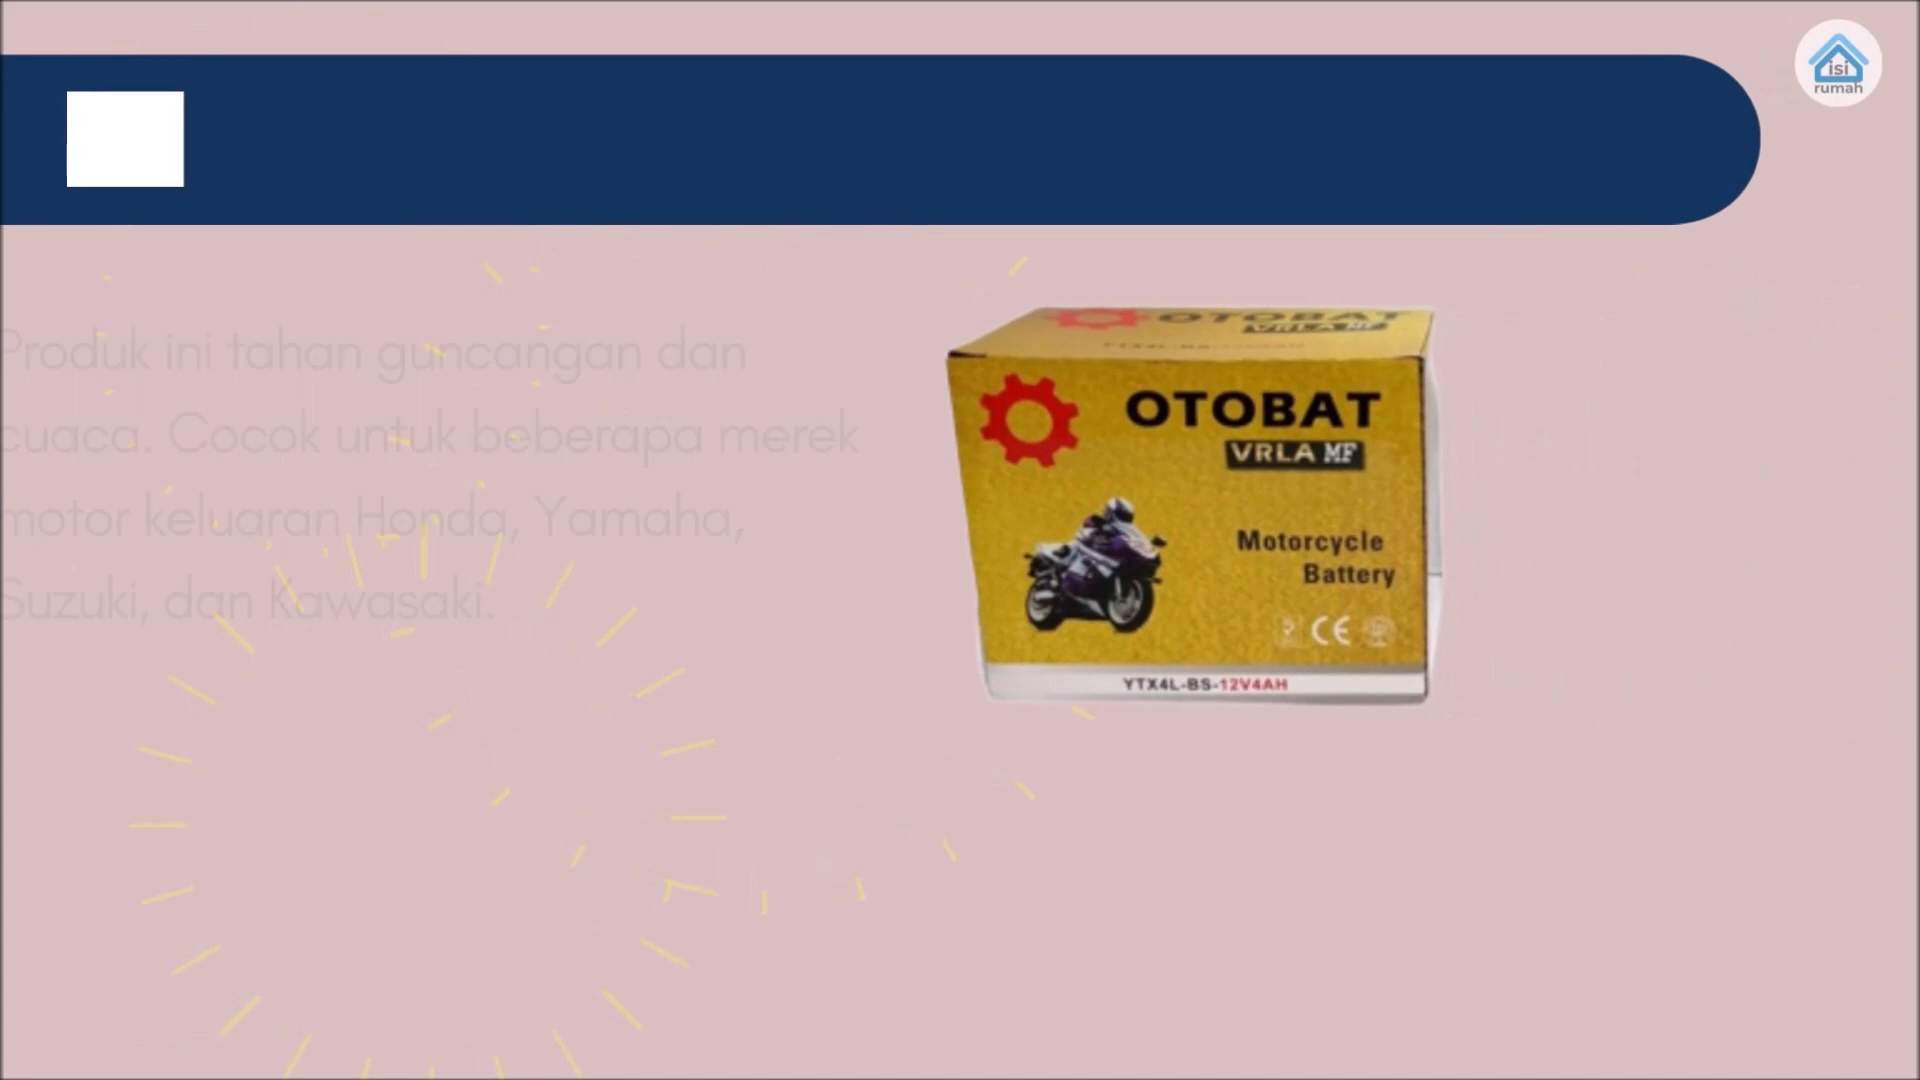 isi
rumah
Produk ini tahan guncangan dan
cuaca. Cocok untuk beberapa merek
motor keluaran Honda, Yamaha,
Suzuki, dan Kawasaki.
OTOBAT
VRLA MF
OTOBAT
VRLA MF
Motorcycle
Battery
CE
YTX4L-BS-12V4AH